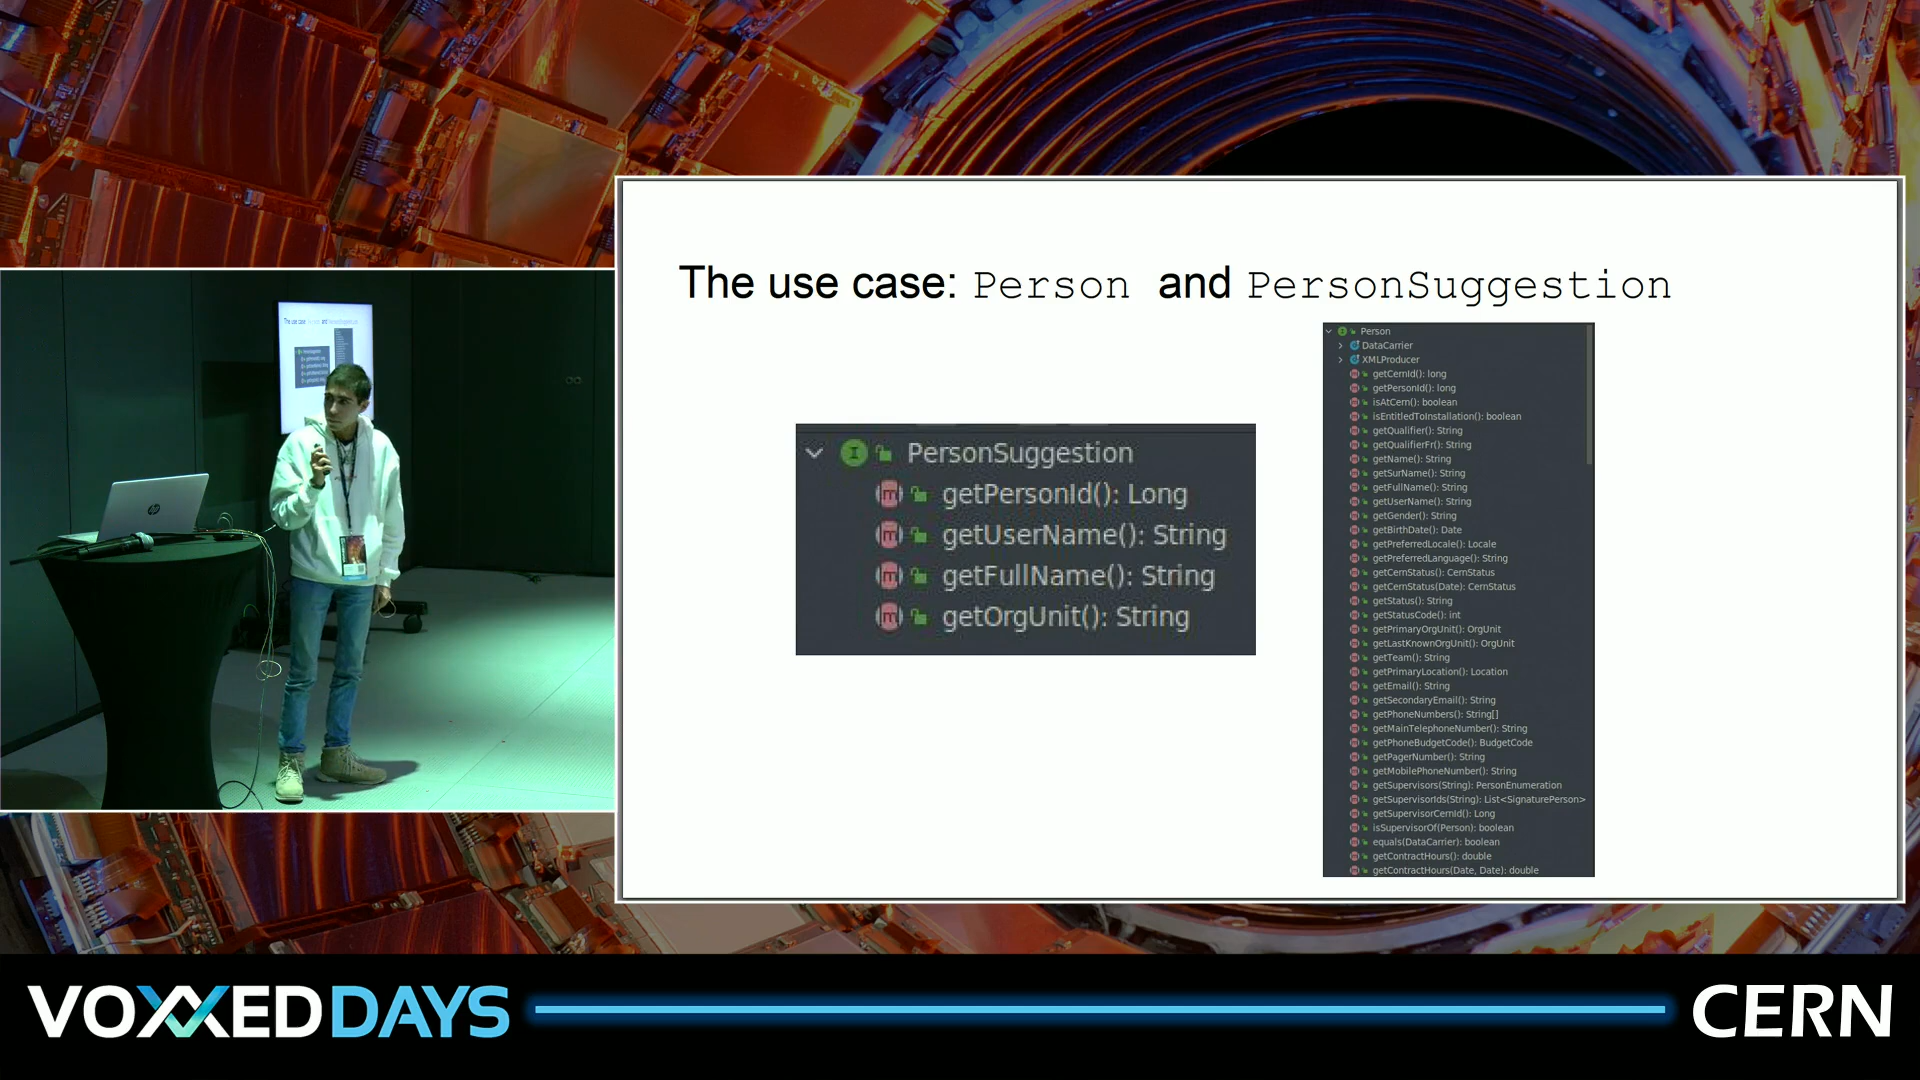 The use case: Person and PersonSuggestion
PersonSuggestion
getPersonId(): Long
getUserName(): String
getFullName(): String
getOrgUnit(): String
Person
DataCarrier
XMLProducer
getCernId(): long
getPersonId(): long
isAtCern(): boolean
isEntitledToInstallation(): boolean
getQualifier(): String
getQualifierFr(): String
getName(): String
getSurName(): String
getFullName(): String
getUserName(): String
getGender(): String
getBirthDate(): Date
getPreferredLocale(): Locale
getPreferredLanguage(): String
getCernStatus(): CernStatus
getCernStatus(Date): CernStatus
getStatus(): String
getStatusCode(): int
getPrimaryOrgUnit(): OrgUnit
getLastKnownOrgUnit(): OrgUnit
getTeam(): String
getPrimaryLocation(): Location
getEmail(): String
getSecondaryEmail(): String
getPhoneNumbers(): String[]
getMainTelephoneNumber(): String
getPhoneBudgetCode(): BudgetCode
getPagerNumber(): String
getMobilePhoneNumber(): String
getSupervisors(String): PersonEnumeration
getSupervisorIds(String): List<SignaturePerson>
getSupervisorCernId(): Long
isSupervisorOf(Person): boolean
equals(DataCarrier): boolean
getContractHours(): double
getContractHours(Date, Date): double
VOXXED DAYS
CERN